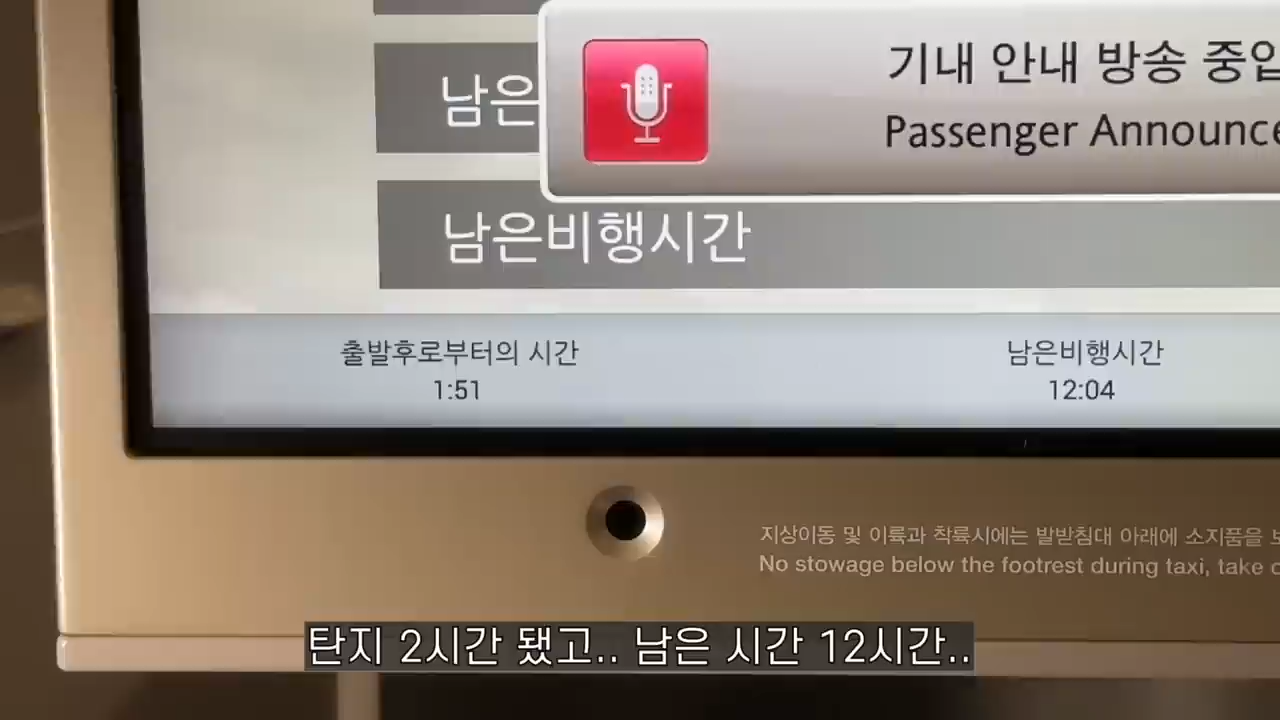 남은
기내 안내 방송 중입
Passenger Announce
남은비행시간
출발후로부터의 시간
1:51
남은비행시간
12:04
지상이동 및 이륙과 착륙시에는 발받침대 아래에 소지품을 보
No stowage below the footrest during taxi, take o
탄지 2시간 됐고.. 남은 시간 12시간..